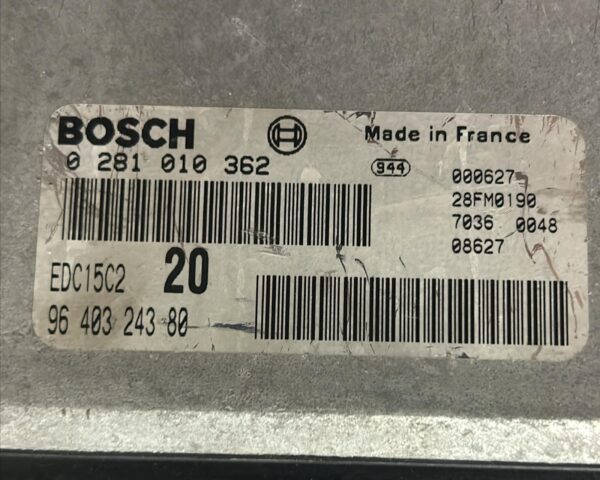 BOSCH Made in France
0 281 010 362 944 000627
28FM0190
7036 0048
08627
EDC15C2 20
96 403 243 80